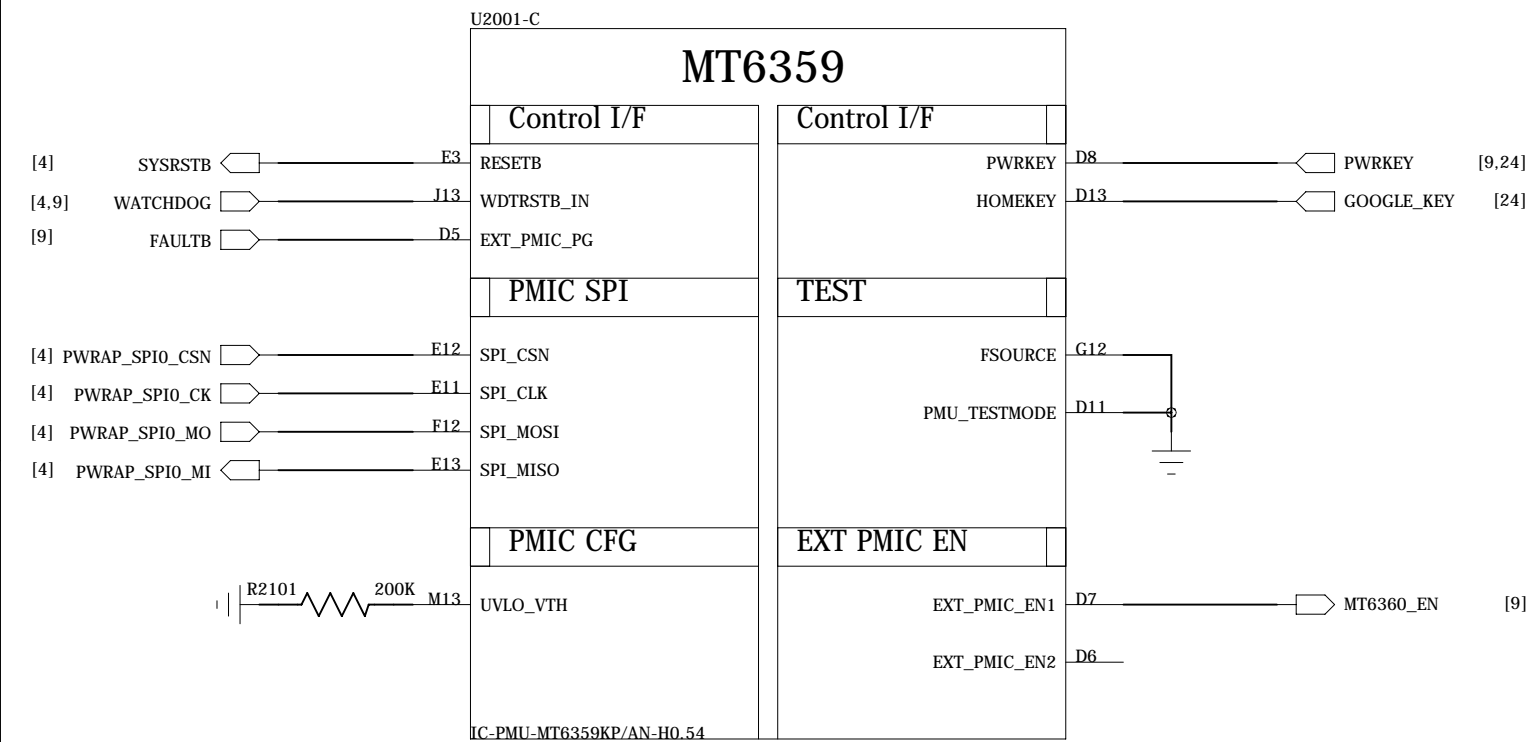 U2001-C
MT6359
Control I/F
Control I/F
[4] SYSRSTB E3 RESETB
PWRKEY D8 PWRKEY [9,24]
[4,9] WATCHDOG J13 WDTRSTB_IN
HOMEKEY D13 GOOGLE_KEY [24]
[9] FAULTB D5 EXT_PMIC_PG
PMIC SPI
TEST
[4] PWRAP_SPI0_CSN E12 SPI_CSN
FSOURCE G12
[4] PWRAP_SPI0_CK E11 SPI_CLK
PMU_TESTMODE D11
[4] PWRAP_SPI0_MO F12 SPI_MOSI
[4] PWRAP_SPI0_MI E13 SPI_MISO
PMIC CFG
EXT PMIC EN
R2101 200K M13 UVLO_VTH
EXT_PMIC_EN1 D7 MT6360_EN [9]
EXT_PMIC_EN2 D6
IC-PMU-MT6359KP/AN-H0.54